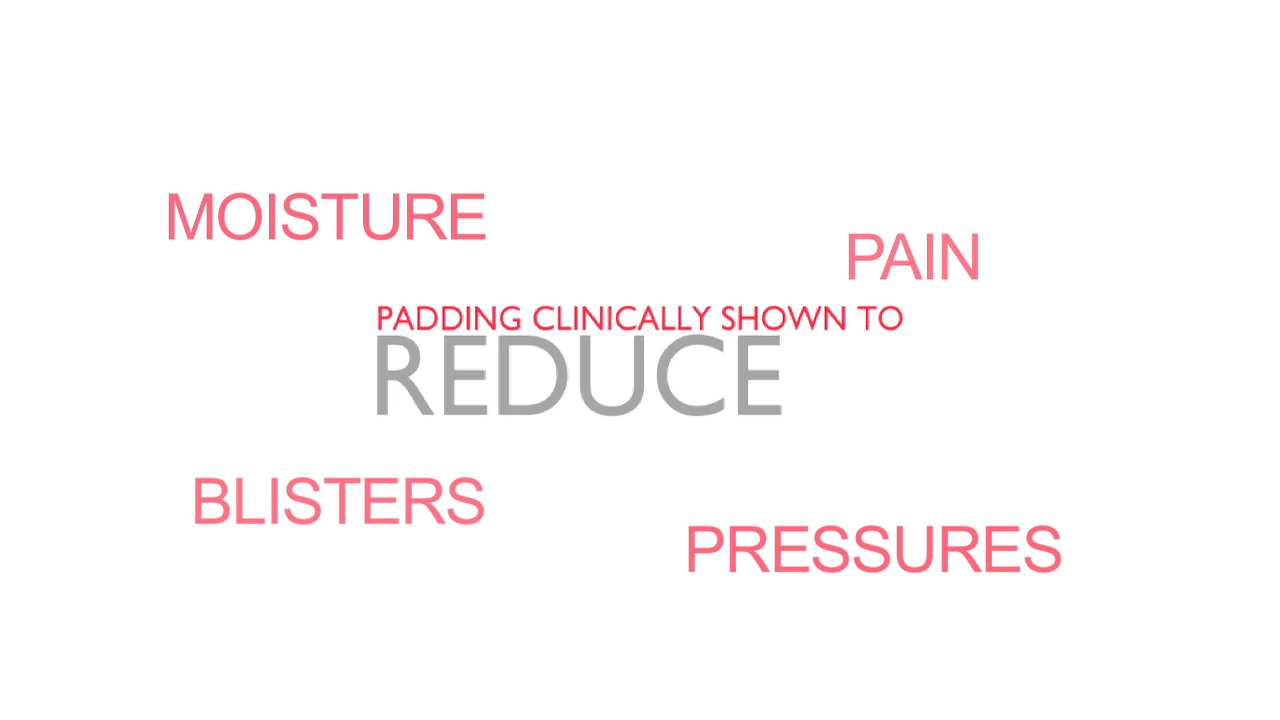 MOISTURE
PAIN
PADDING CLINICALLY SHOWN TO
REDUCE
BLISTERS
PRESSURES